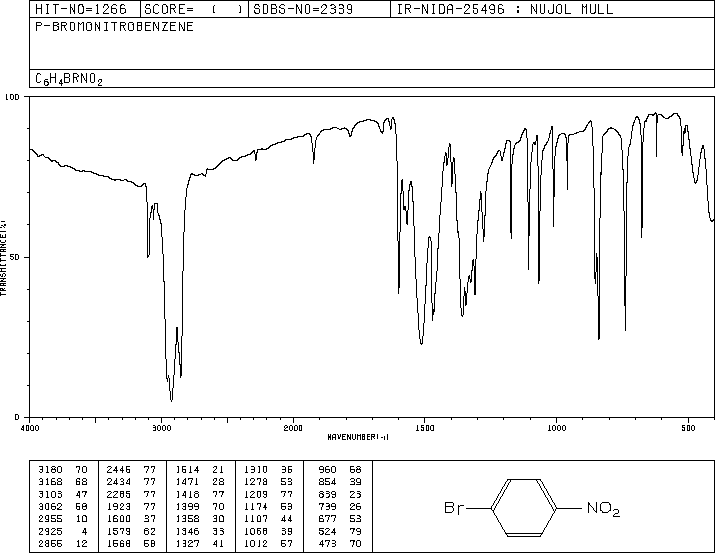 HIT-NO=1266 SCORE= ( ) SDBS-NO=2339 IR-NIDA-25496 : NUJOL MULL
P-BROMONITROBENZENE
C6H4BRNO2
100
50
0
TRANSMITTANCE(%)
4000 3000 2000 1500 1000 500
WAVENUMBER(-1)
3180 70 2446 77 1514 21 1310 36 960 68
3168 68 2434 77 1471 28 1278 53 854 39
3103 47 2285 77 1418 77 1209 77 839 23
3062 60 1923 77 1399 70 1174 53 739 26
2955 10 1600 37 1358 30 1107 44 677 53
2925 4 1579 62 1346 33 1068 39 524 79
2855 12 1568 58 1327 41 1012 57 473 70
Br NO2